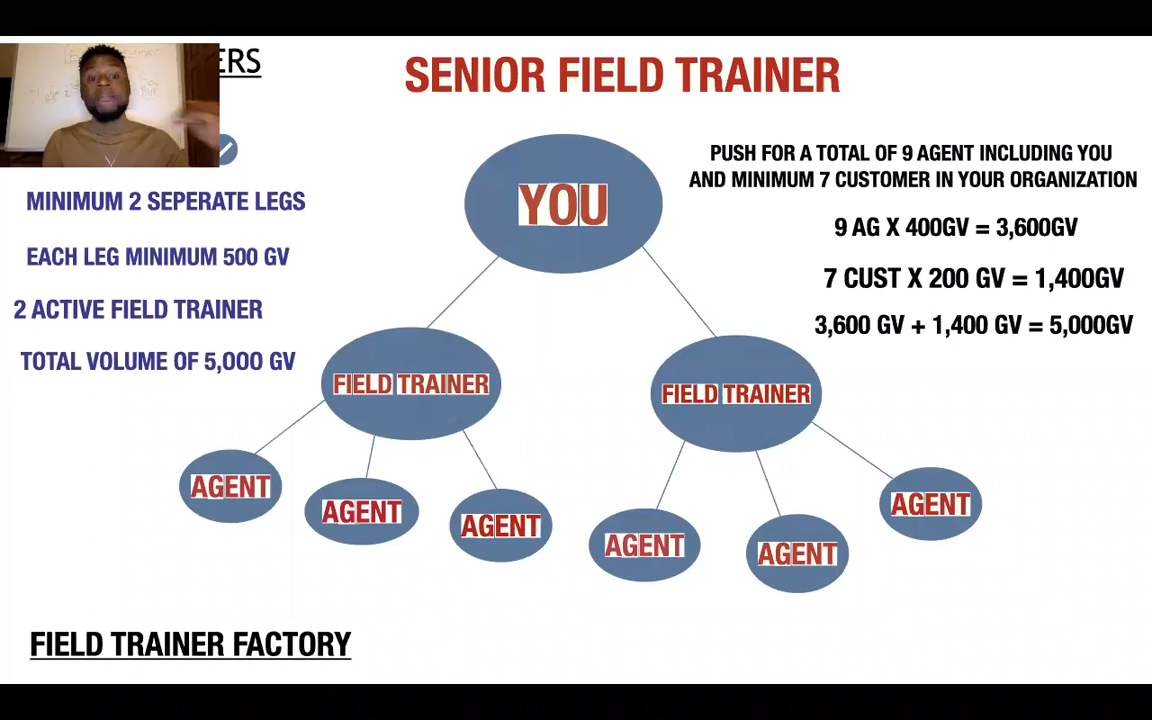 ERS
SENIOR FIELD TRAINER
PUSH FOR A TOTAL OF 9 AGENT INCLUDING YOU
AND MINIMUM 7 CUSTOMER IN YOUR ORGANIZATION
MINIMUM 2 SEPERATE LEGS
YOU
9 AG X 400GV = 3,600GV
EACH LEG MINIMUM 500 GV
7 CUST X 200 GV = 1,400GV
2 ACTIVE FIELD TRAINER
3,600 GV + 1,400 GV = 5,000GV
TOTAL VOLUME OF 5,000 GV
FIELD TRAINER
FIELD TRAINER
AGENT
AGENT
AGENT
AGENT
AGENT
AGENT
FIELD TRAINER FACTORY